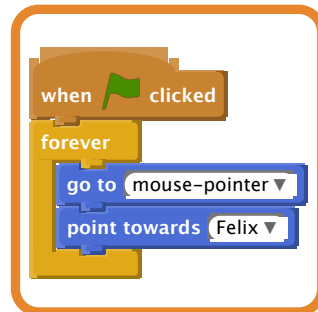 when clicked
forever
go to mouse-pointer
point towards Felix